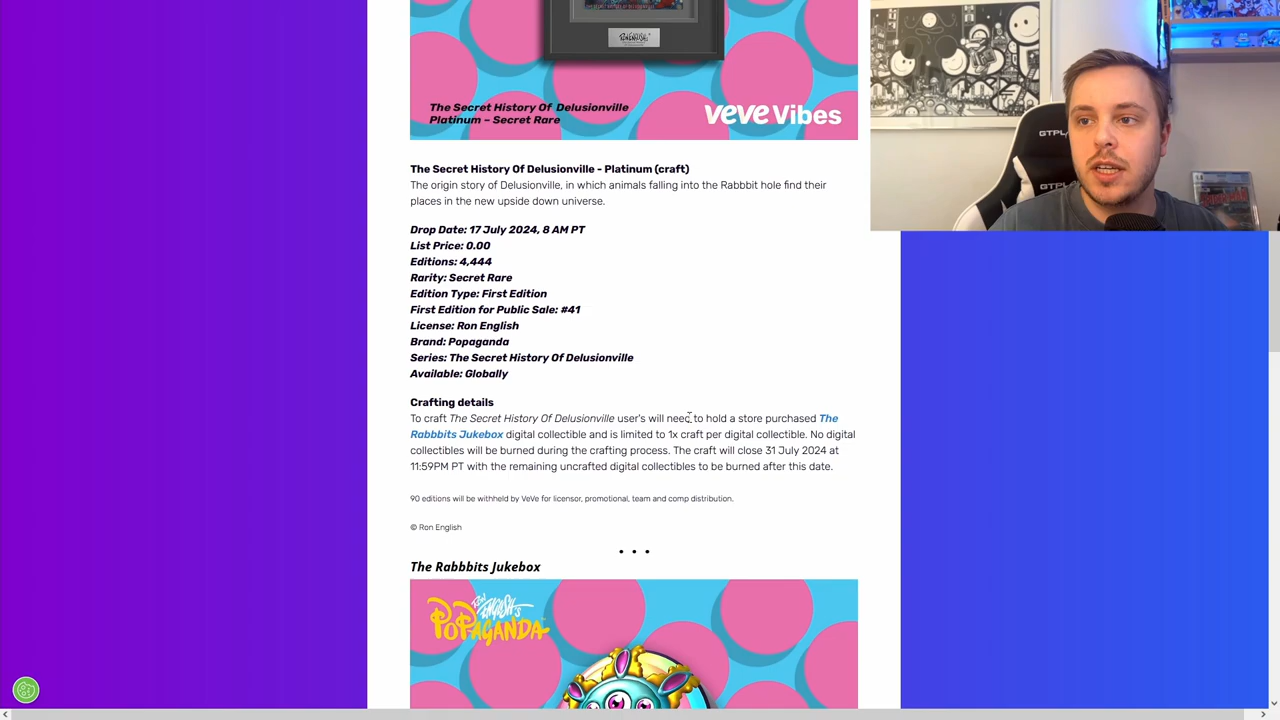 The Secret History Of Delusionville
Platinum – Secret Rare
veve Vibes
GTPL
GTPL
The Secret History Of Delusionville - Platinum (craft)
The origin story of Delusionville, in which animals falling into the Rabbbit hole find their
places in the new upside down universe.
Drop Date: 17 July 2024, 8 AM PT
List Price: 0.00
Editions: 4,444
Rarity: Secret Rare
Edition Type: First Edition
First Edition for Public Sale: #41
License: Ron English
Brand: Popaganda
Series: The Secret History Of Delusionville
Available: Globally
Crafting details
To craft The Secret History Of Delusionville user's will need to hold a store purchased The
Rabbbits Jukebox digital collectible and is limited to 1x craft per digital collectible. No digital
collectibles will be burned during the crafting process. The craft will close 31 July 2024 at
11:59PM PT with the remaining uncrafted digital collectibles to be burned after this date.
90 editions will be withheld by VeVe for licensor, promotional, team and comp distribution.
© Ron English
• • •
The Rabbbits Jukebox
RON ENGLISH'S
POPAGANDA